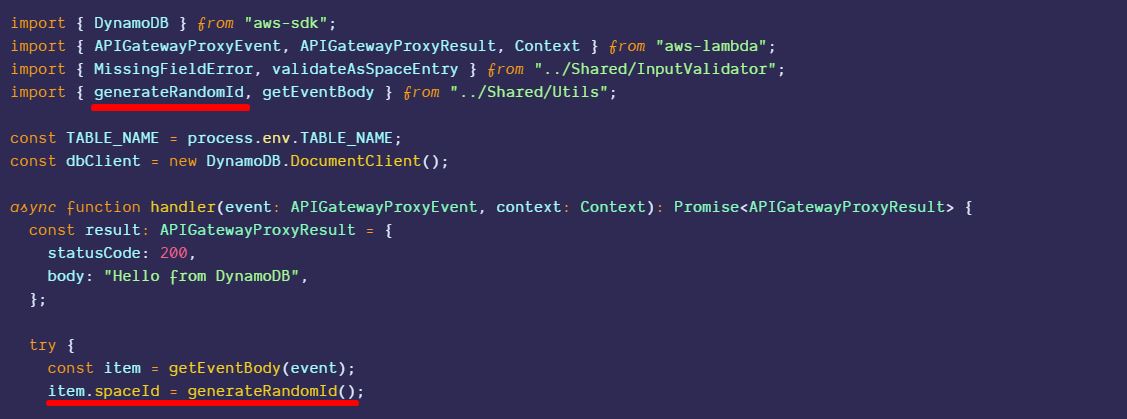 import { DynamoDB } from "aws-sdk";
import { APIGatewayProxyEvent, APIGatewayProxyResult, Context } from "aws-lambda";
import { MissingFieldError, validateAsSpaceEntry } from "../Shared/InputValidator";
import { generateRandomId, getEventBody } from "../Shared/Utils";

const TABLE_NAME = process.env.TABLE_NAME;
const dbClient = new DynamoDB.DocumentClient();

async function handler(event: APIGatewayProxyEvent, context: Context): Promise<APIGatewayProxyResult> {
  const result: APIGatewayProxyResult = {
    statusCode: 200,
    body: "Hello from DynamoDB",
  };

  try {
    const item = getEventBody(event);
    item.spaceId = generateRandomId();